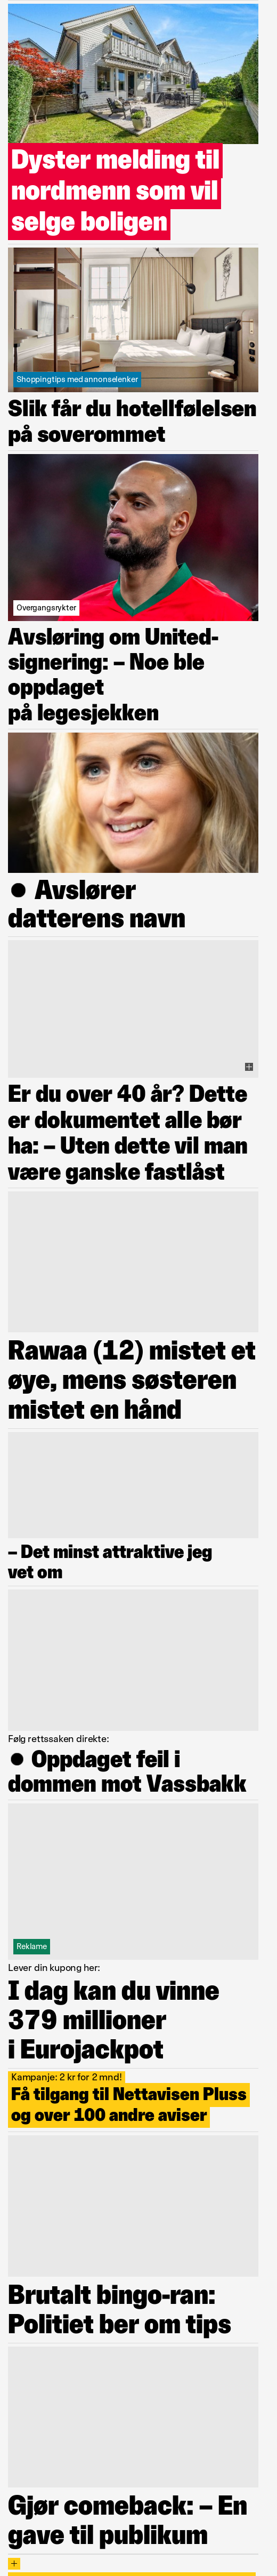 Dyster melding til
nordmenn som vil
selge boligen
Shoppingtips med annonselenker
Slik får du hotellfølelsen
på soverommet
Overgangsrykter
Avsløring om United-
signering: – Noe ble
oppdaget
på legesjekken
● Avslører
datterens navn
Er du over 40 år? Dette
er dokumentet alle bør
ha: – Uten dette vil man
være ganske fastlåst
Rawaa (12) mistet et
øye, mens søsteren
mistet en hånd
– Det minst attraktive jeg
vet om
Følg rettssaken direkte:
● Oppdaget feil i
dommen mot Vassbakk
Reklame
Lever din kupong her:
I dag kan du vinne
379 millioner
i Eurojackpot
Kampanje: 2 kr for 2 mnd!
Få tilgang til Nettavisen Pluss
og over 100 andre aviser
Brutalt bingo-ran:
Politiet ber om tips
Gjør comeback: – En
gave til publikum
+